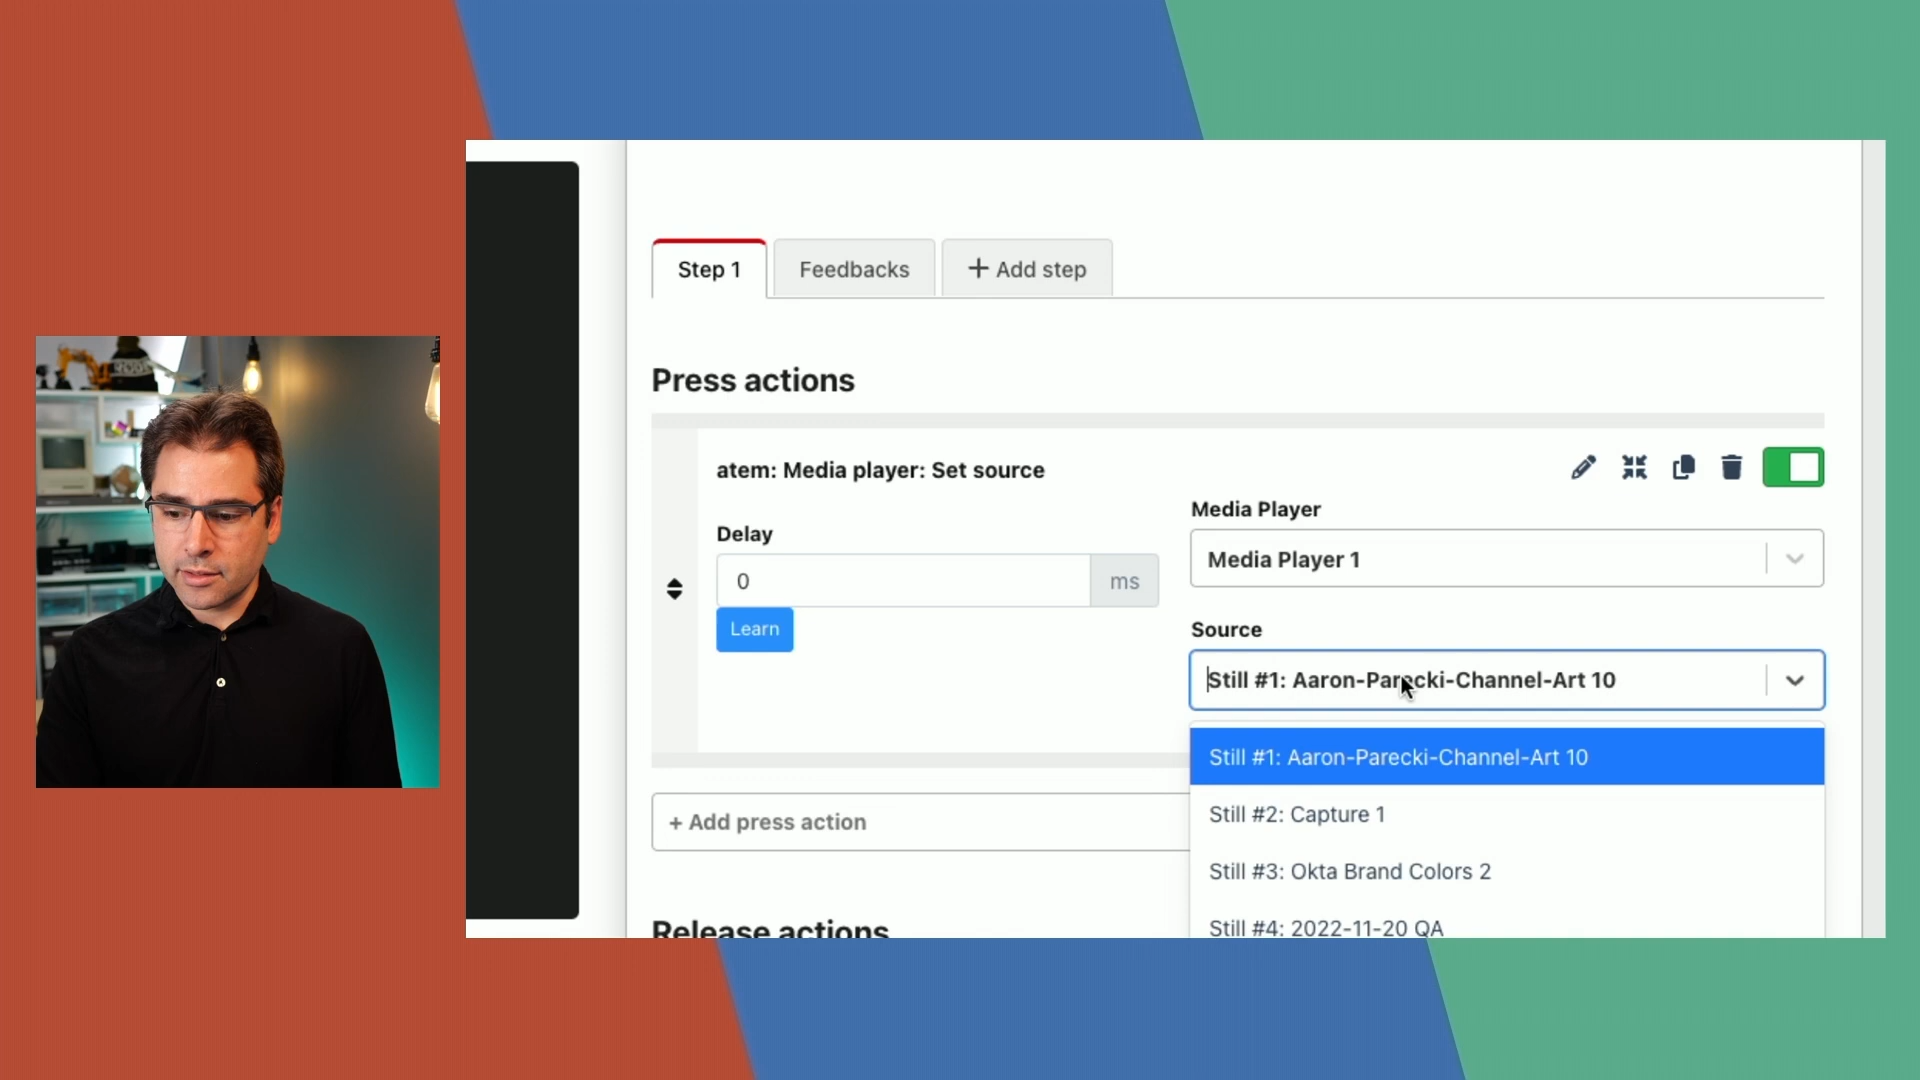 Step 1
Feedbacks
+ Add step
Press actions
atem: Media player: Set source
Media Player
Delay
Media Player 1
0
ms
Learn
Source
Still #1: Aaron-Parecki-Channel-Art 10
Still #1: Aaron-Parecki-Channel-Art 10
Still #2: Capture 1
+ Add press action
Still #3: Okta Brand Colors 2
Release actions
Still #4: 2022-11-20 QA